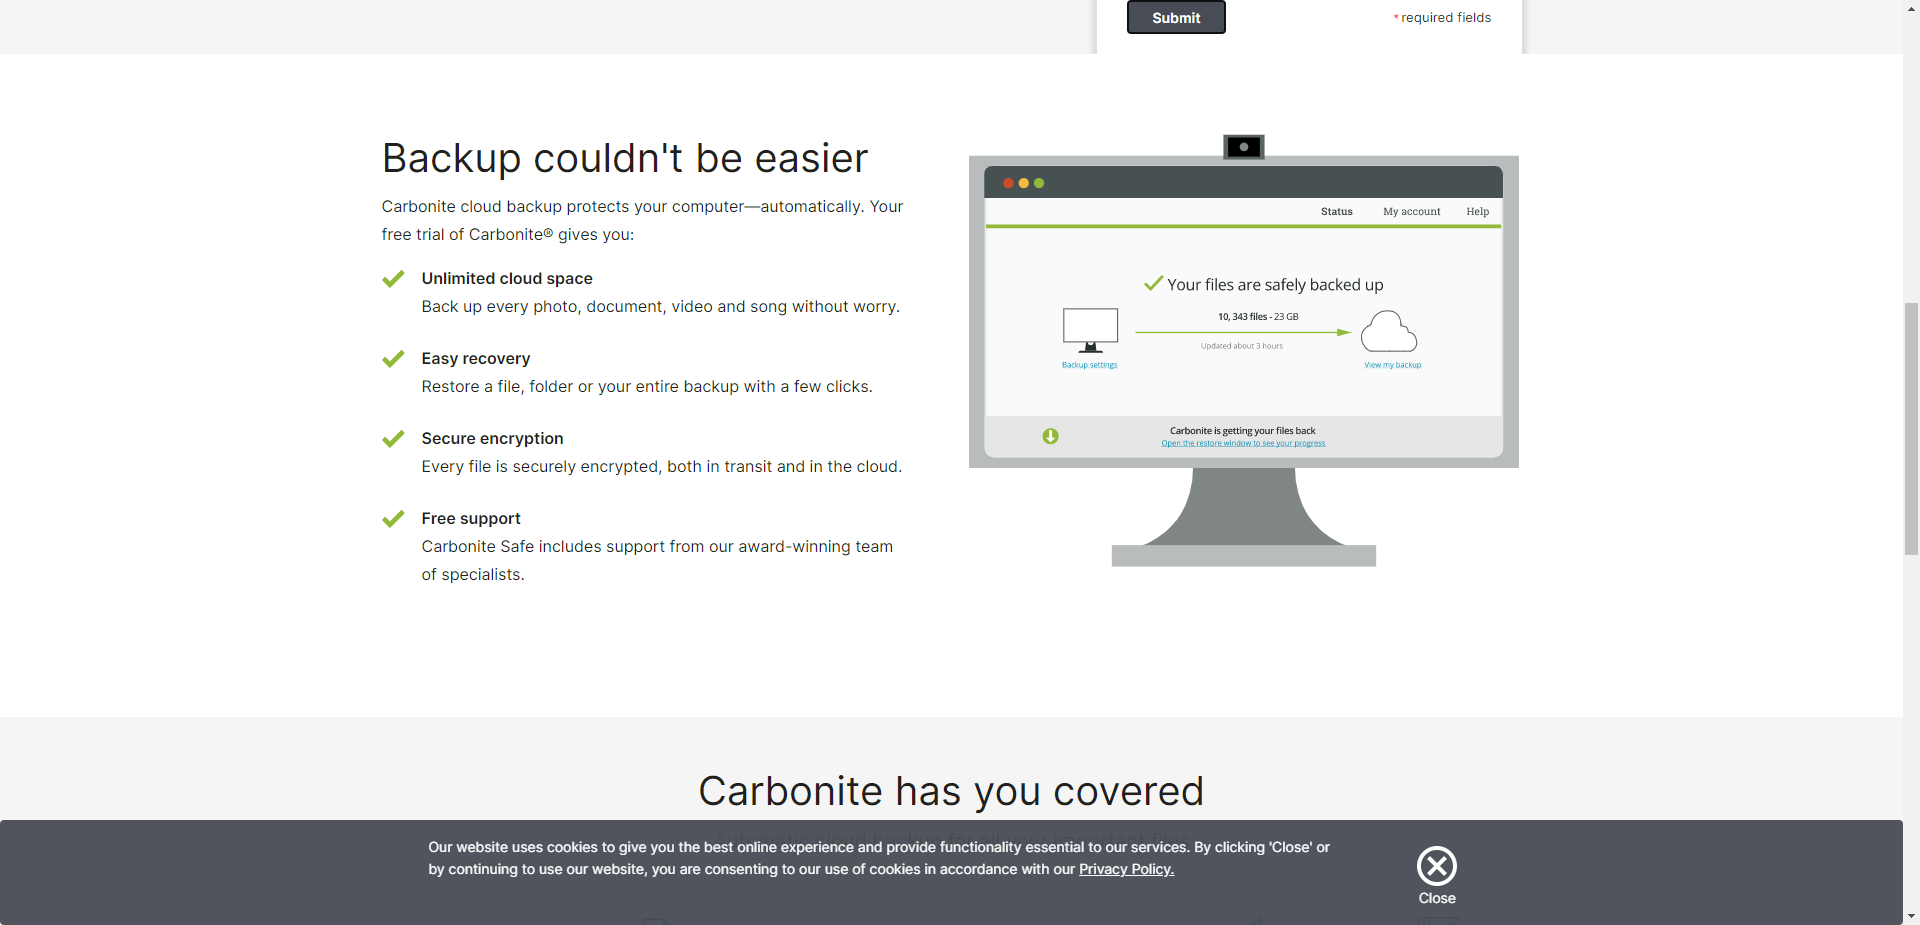 Submit
* required fields
Backup couldn't be easier
Carbonite cloud backup protects your computer—automatically. Your
free trial of Carbonite® gives you:
Unlimited cloud space
Back up every photo, document, video and song without worry.
Easy recovery
Restore a file, folder or your entire backup with a few clicks.
Secure encryption
Every file is securely encrypted, both in transit and in the cloud.
Free support
Carbonite Safe includes support from our award-winning team
of specialists.
Status My account Help
Your files are safely backed up
10, 343 files - 23 GB
Updated about 3 hours
Backup settings
View my backup
Carbonite is getting your files back
Open the restore window to see your progress
Carbonite has you covered
Automatic cloud backup for all your important files
Our website uses cookies to give you the best online experience and provide functionality essential to our services. By clicking 'Close' or
by continuing to use our website, you are consenting to our use of cookies in accordance with our Privacy Policy.
Close